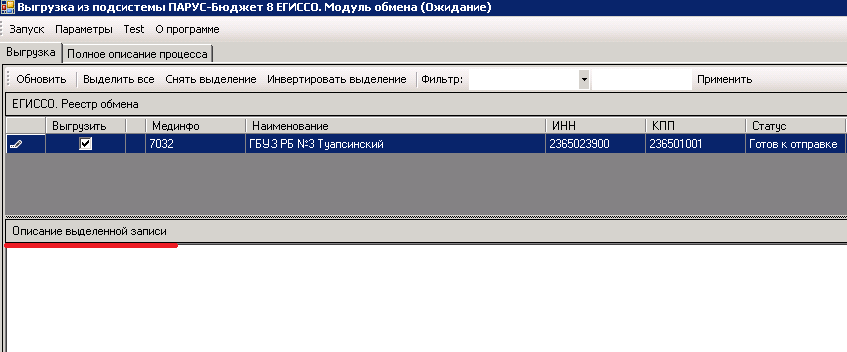 Выгрузка из подсистемы ПАРУС-Бюджет 8 ЕГИССО. Модуль обмена (Ожидание)
Запуск Параметры Test О программе
Выгрузка Полное описание процесса
Обновить Выделить все Снять выделение Инвертировать выделение Фильтр: Применить
ЕГИССО. Реестр обмена
Выгрузить Мединфо Наименование ИНН КПП Статус
7032 ГБУЗ РБ №3 Туапсинский 2365023900 236501001 Готов к отправке
Описание выделенной записи